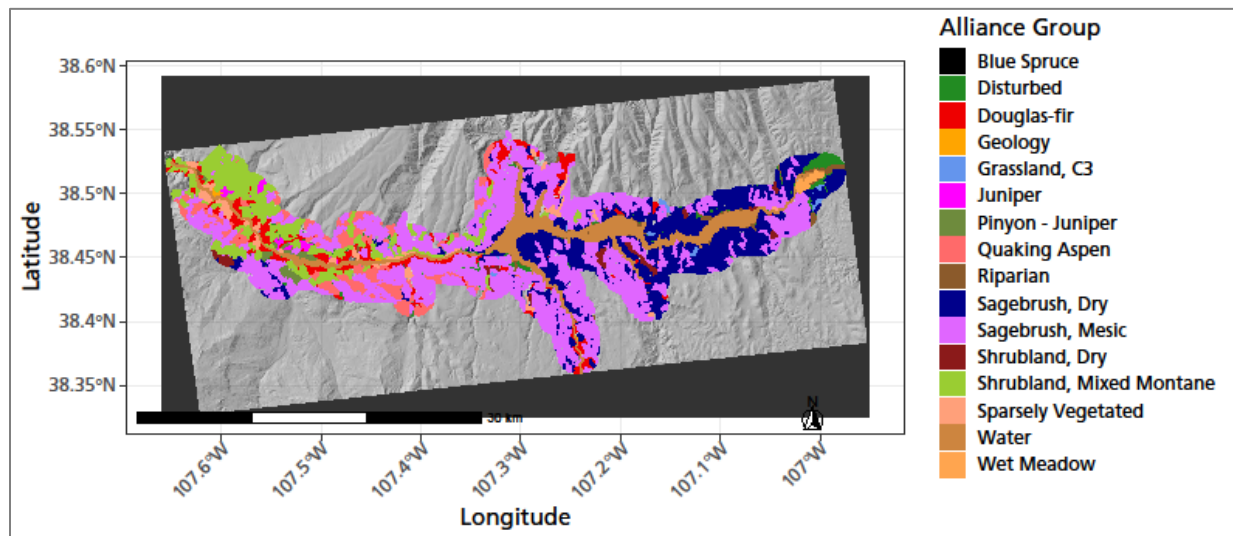 Alliance Group
Blue Spruce
Disturbed
Douglas-fir
Geology
Grassland, C3
Juniper
Pinyon - Juniper
Quaking Aspen
Riparian
Sagebrush, Dry
Sagebrush, Mesic
Shrubland, Dry
Shrubland, Mixed Montane
Sparsely Vegetated
Water
Wet Meadow
38.6°N
38.55°N
38.5°N
38.45°N
38.4°N
38.35°N
Latitude
30 km
N
107.6°W
107.5°W
107.4°W
107.3°W
107.2°W
107.1°W
107°W
Longitude